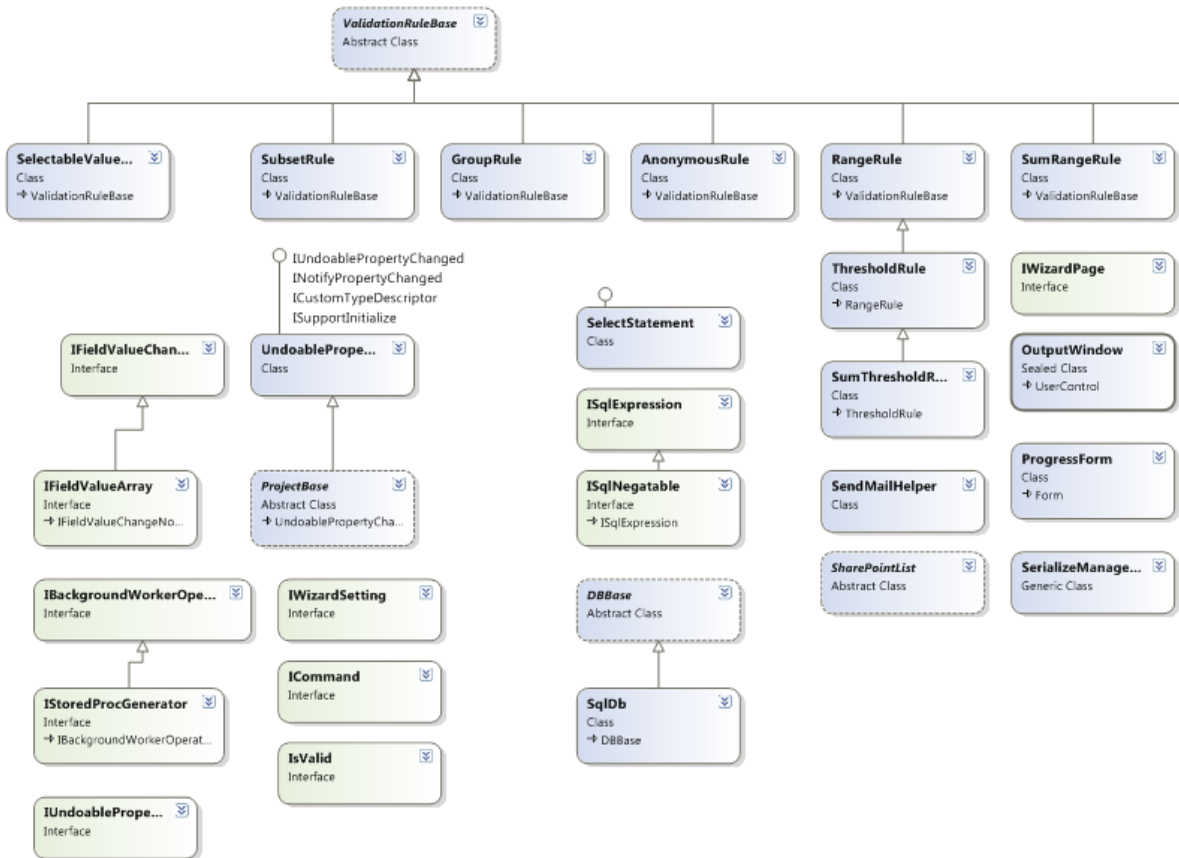 ValidationRuleBase
Abstract Class
SelectableValue...
Class
ValidationRuleBase
SubsetRule
Class
ValidationRuleBase
GroupRule
Class
ValidationRuleBase
AnonymousRule
Class
ValidationRuleBase
RangeRule
Class
ValidationRuleBase
SumRangeRule
Class
ValidationRuleBase
IUndoablePropertyChanged
INotifyPropertyChanged
ICustomTypeDescriptor
ISupportInitialize
ThresholdRule
Class
RangeRule
IWizardPage
Interface
SelectStatement
Class
IFieldValueChan...
Interface
UndoablePrope...
Class
OutputWindow
Sealed Class
UserControl
SumThresholdR...
Class
ThresholdRule
ISqlExpression
Interface
ProgressForm
Class
Form
IFieldValueArray
Interface
IFieldValueChangeNo...
ProjectBase
Abstract Class
UndoablePropertyCha...
ISqlNegatable
Interface
ISqlExpression
SendMailHelper
Class
SharePointList
Abstract Class
SerializeManage...
Generic Class
IBackgroundWorkerOpe...
Interface
IWizardSetting
Interface
DBBase
Abstract Class
ICommand
Interface
IStoredProcGenerator
Interface
IBackgroundWorkerOperat...
SqlDb
Class
DBBase
IsValid
Interface
IUndoablePrope...
Interface